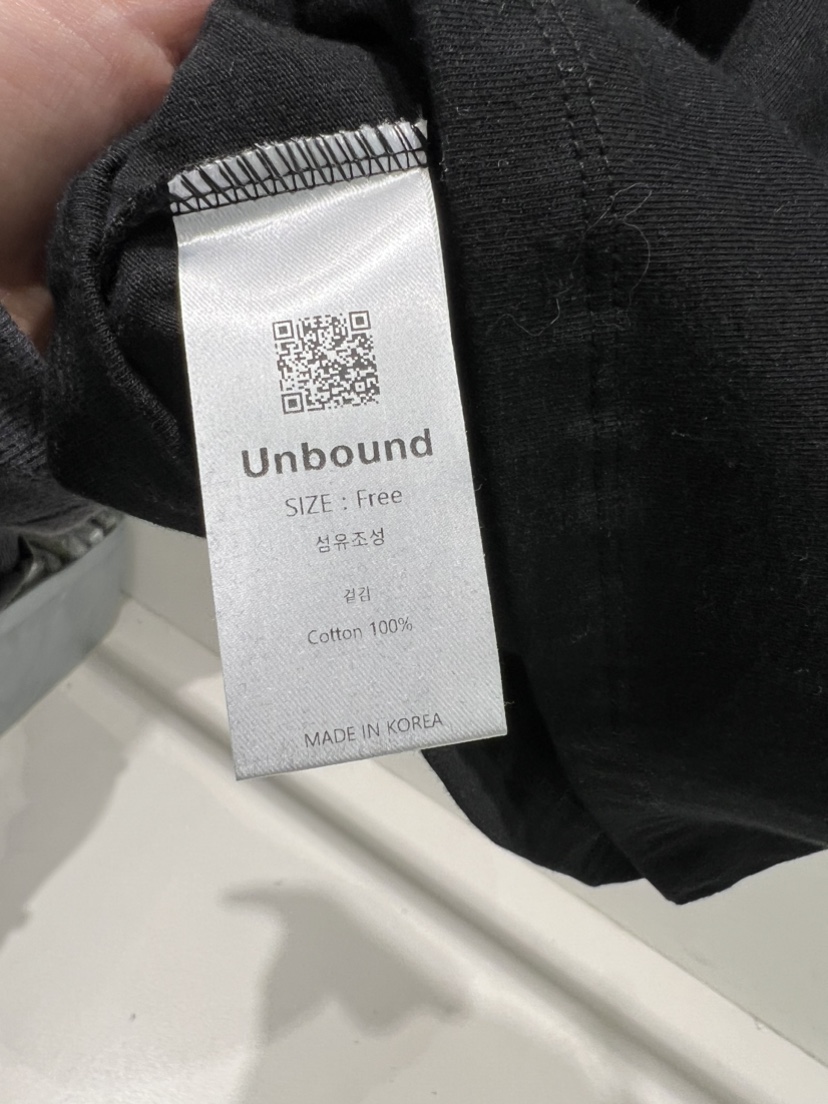 Unbound
SIZE : Free
섬유조성
겉감
Cotton 100%
MADE IN KOREA